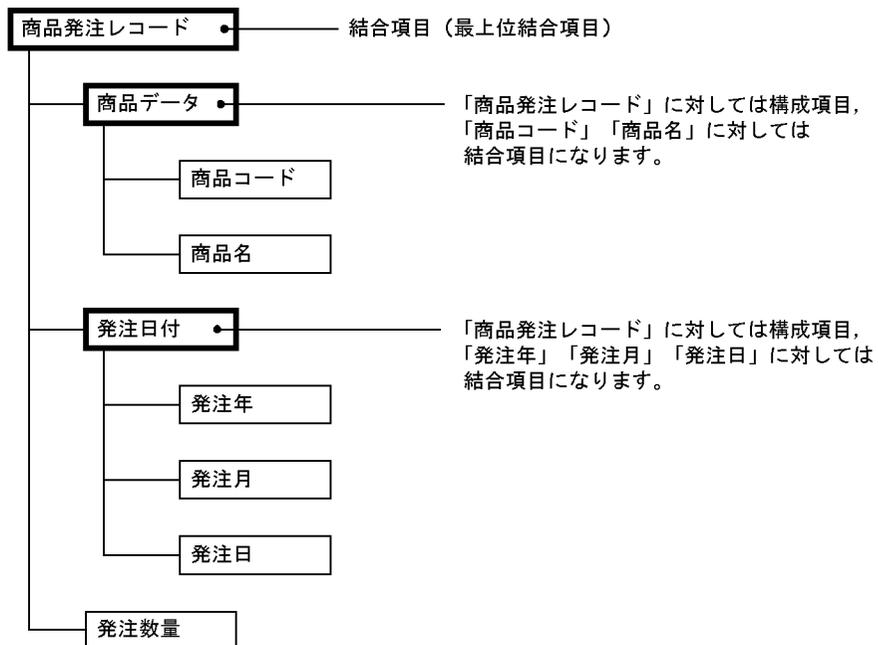 商品発注レコード
結合項目（最上位結合項目）
商品データ
「商品発注レコード」に対しては構成項目，
「商品コード」「商品名」に対しては
結合項目になります。
商品コード
商品名
発注日付
「商品発注レコード」に対しては構成項目，
「発注年」「発注月」「発注日」に対しては
結合項目になります。
発注年
発注月
発注日
発注数量